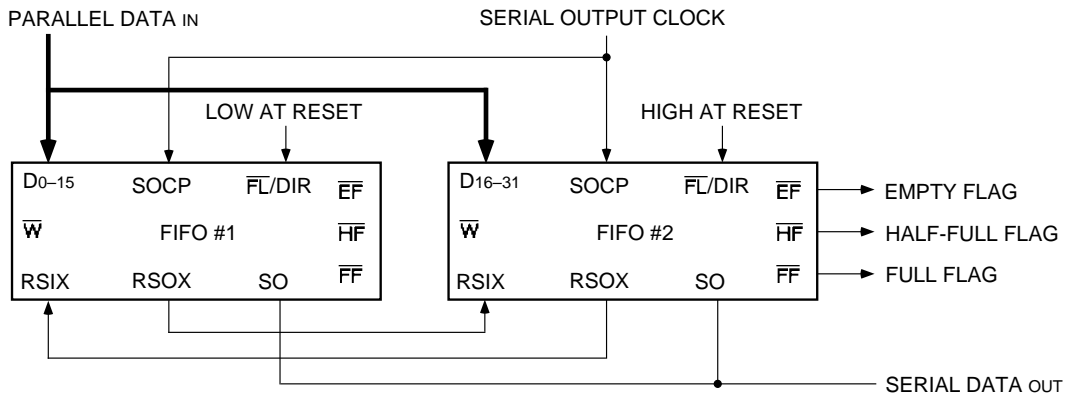 PARALLEL DATA IN
SERIAL OUTPUT CLOCK
LOW AT RESET
HIGH AT RESET
D0–15
SOCP
FL/DIR
EF
W
FIFO #1
HF
FF
RSIX
RSOX
SO
D16–31
SOCP
FL/DIR
EF
EMPTY FLAG
W
FIFO #2
HF
HALF-FULL FLAG
FF
FULL FLAG
RSIX
RSOX
SO
SERIAL DATA OUT